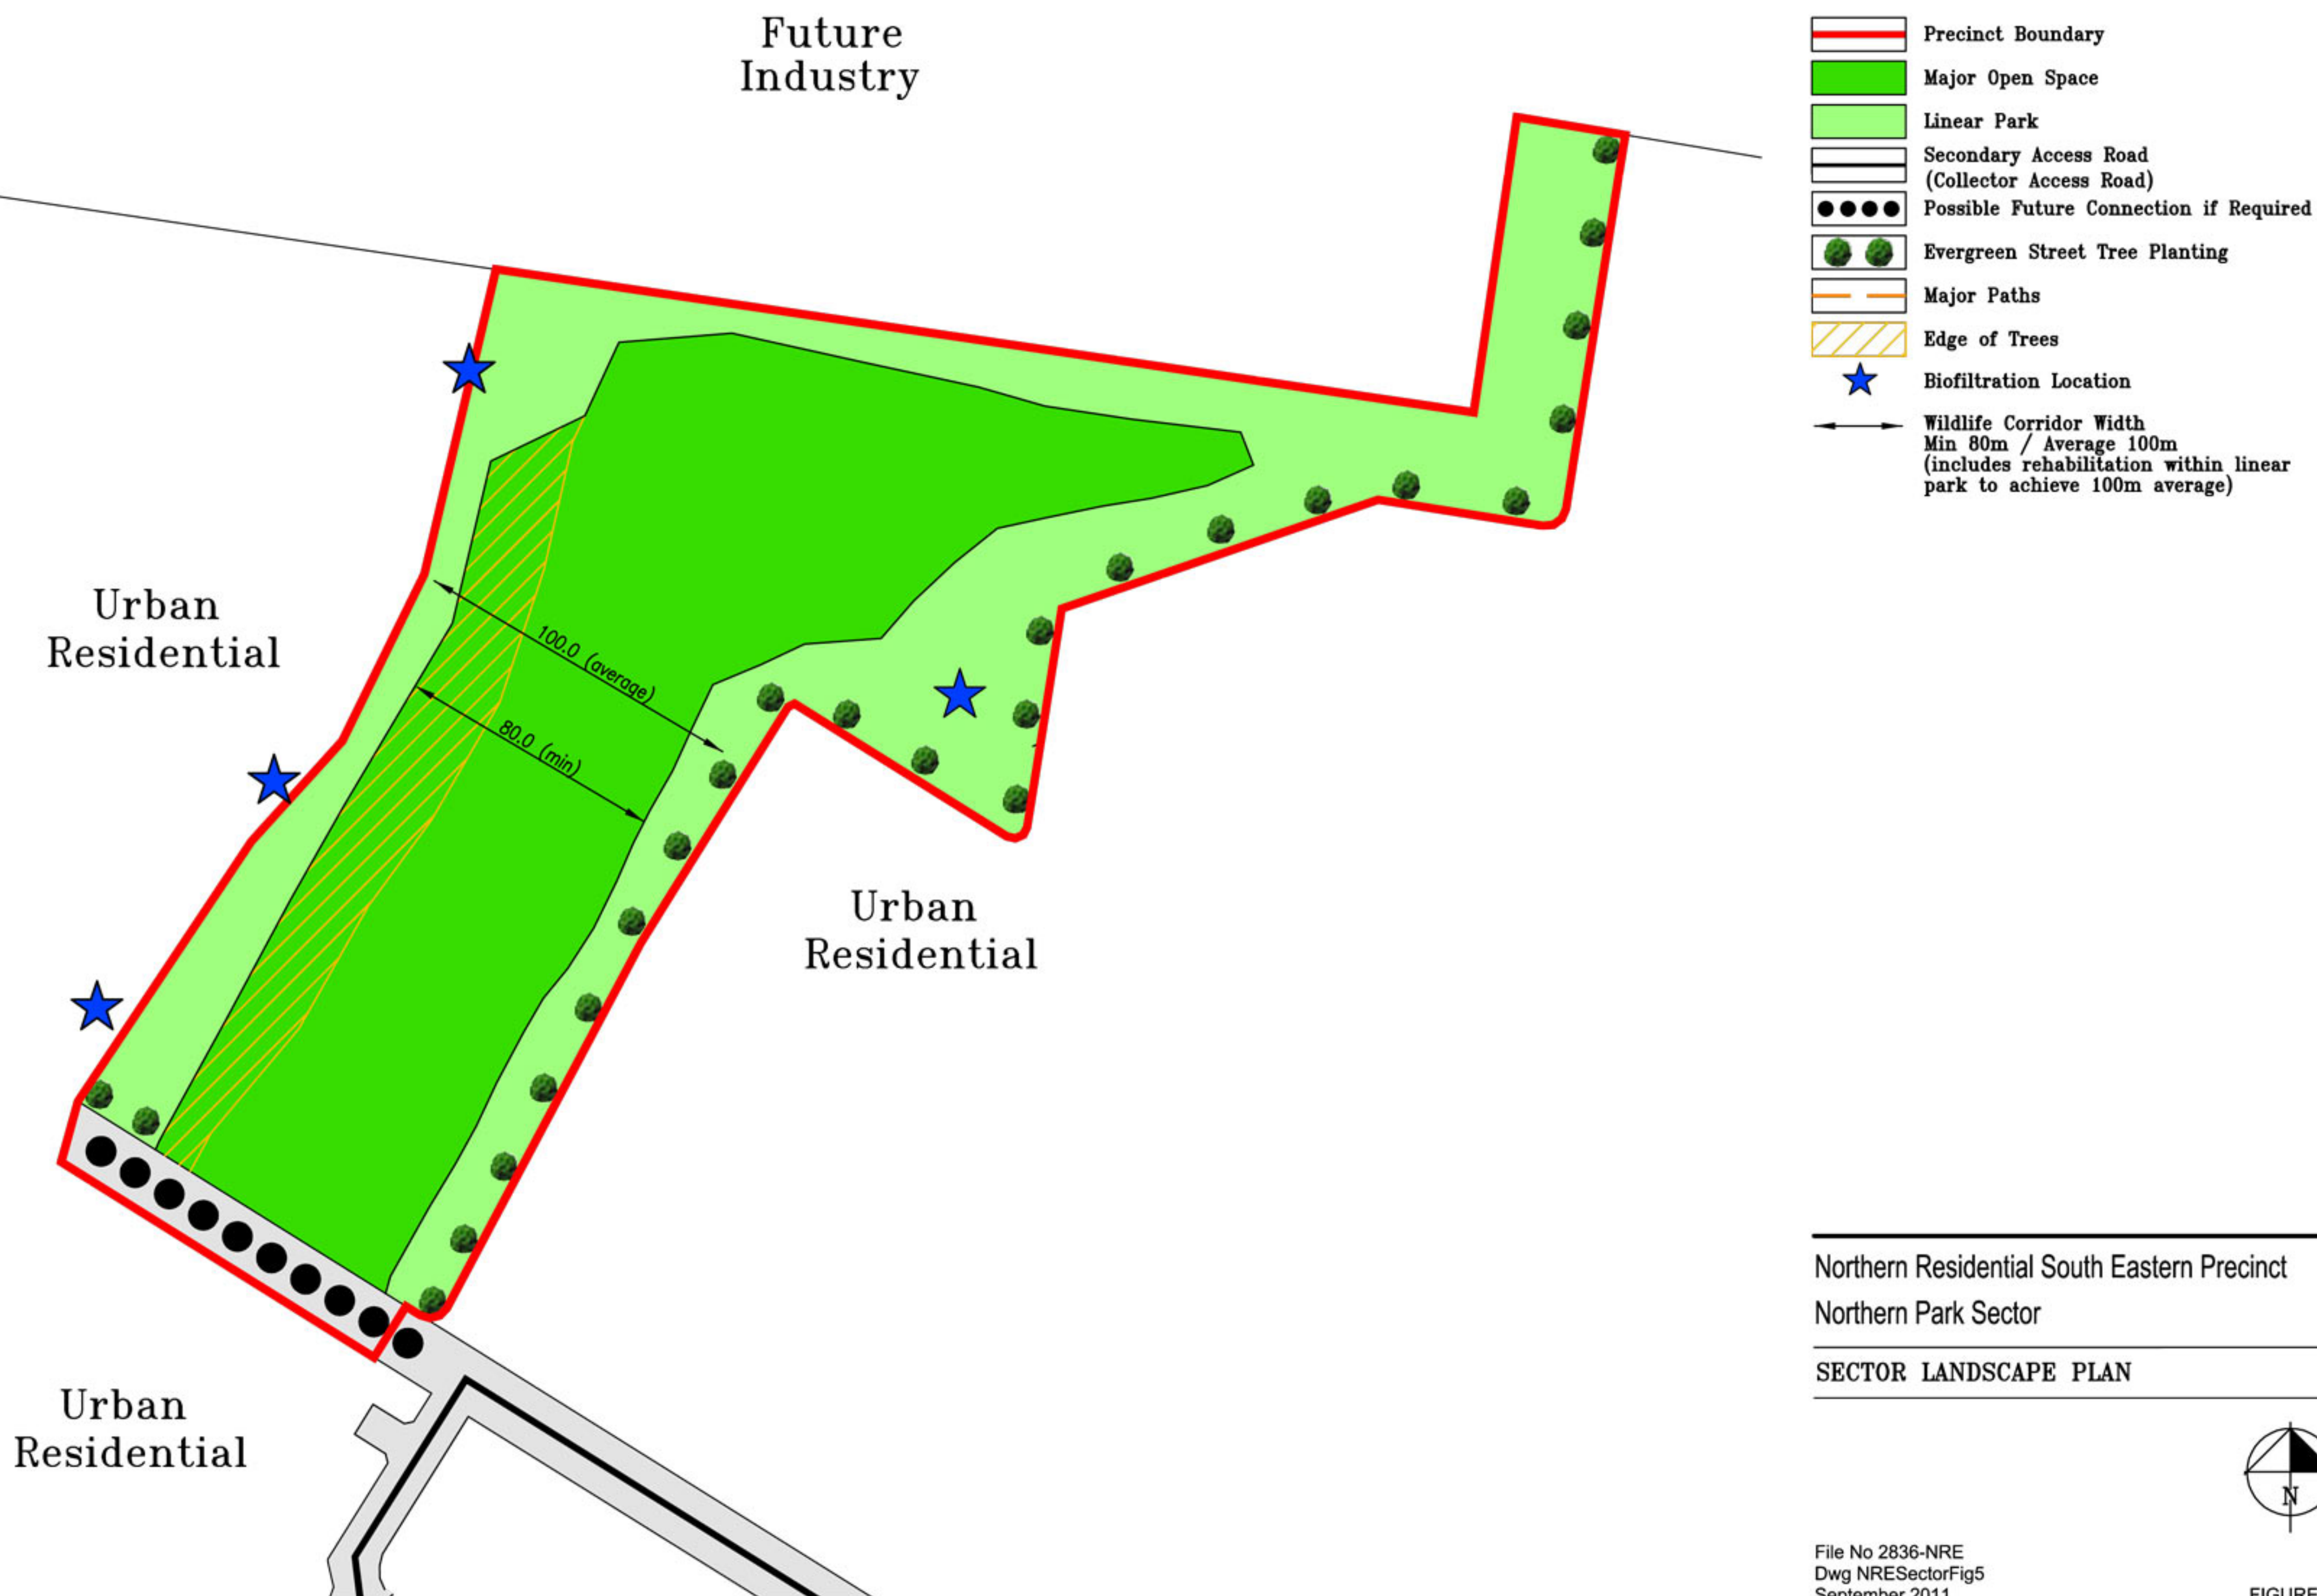 Future
Industry
Urban
Residential
100.0 (average)
80.0 (min)
Urban
Residential
Urban
Residential
Precinct Boundary
Major Open Space
Linear Park
Secondary Access Road
(Collector Access Road)
Possible Future Connection if Required
Evergreen Street Tree Planting
Major Paths
Edge of Trees
Biofiltration Location
Wildlife Corridor Width
Min 80m / Average 100m
(includes rehabilitation within linear
park to achieve 100m average)
Northern Residential South Eastern Precinct
Northern Park Sector
SECTOR LANDSCAPE PLAN
N
File No 2836-NRE
Dwg NRESectorFig5
September 2011
FIGURE